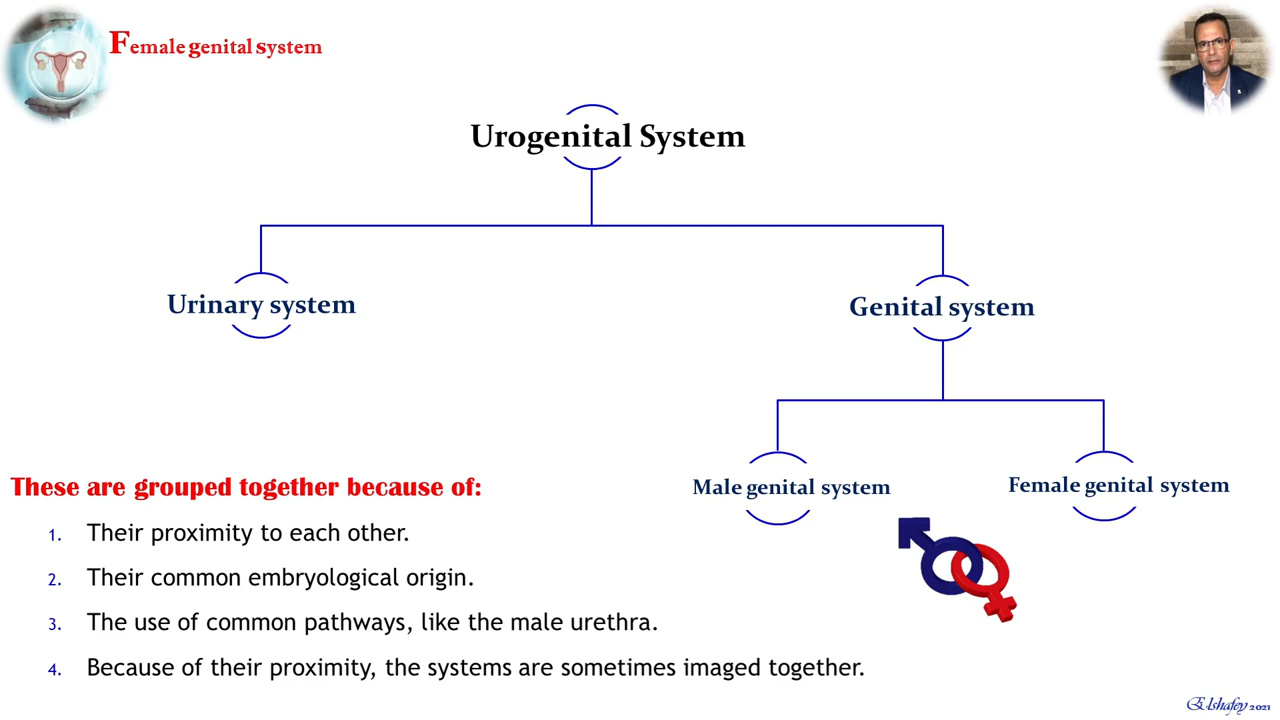 Female genital system
Urogenital System
Urinary system
Genital system
Male genital system
Female genital system
These are grouped together because of:
1. Their proximity to each other.
2. Their common embryological origin.
3. The use of common pathways, like the male urethra.
4. Because of their proximity, the systems are sometimes imaged together.
Elshafey 2021